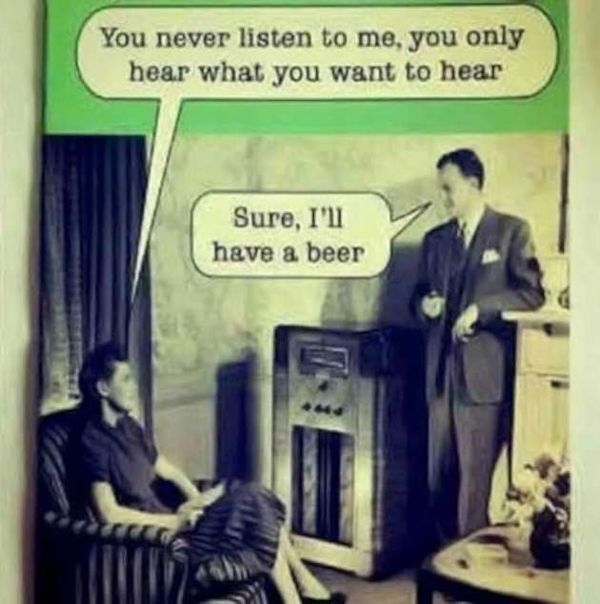 You never listen to me, you only
hear what you want to hear
Sure, I'll
have a beer